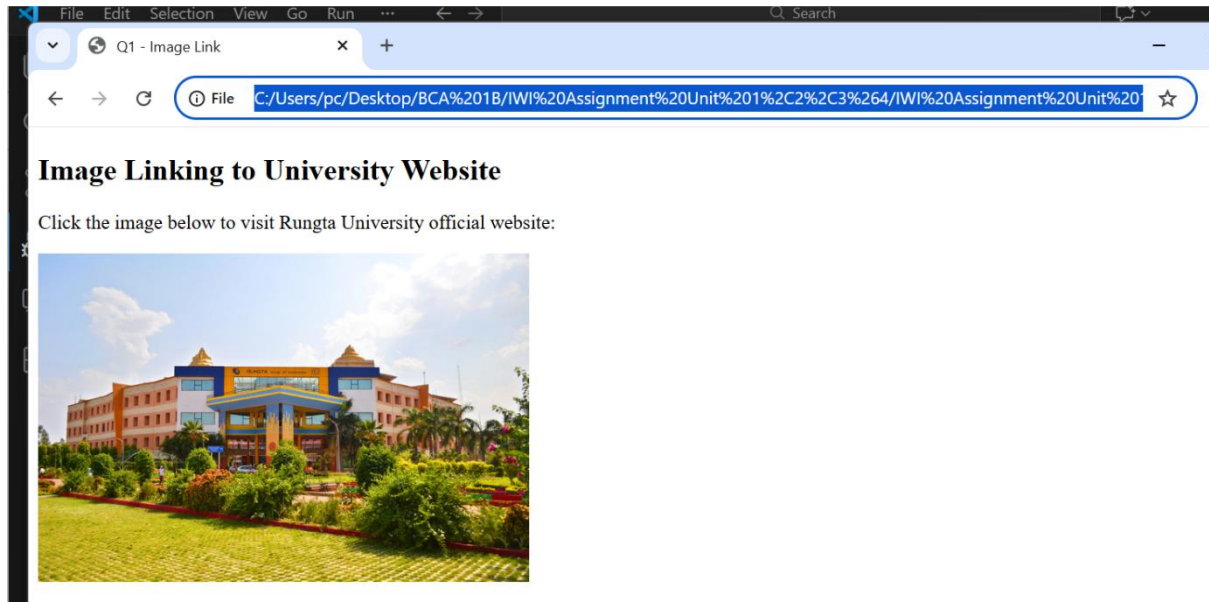 File Edit Selection View Go Run ··· ← → Search
Q1 - Image Link
File C:/Users/pc/Desktop/BCA%201B/IWI%20Assignment%20Unit%201%2C2%2C3%264/IWI%20Assignment%20Unit%201
Image Linking to University Website
Click the image below to visit Rungta University official website:
RUNGTA